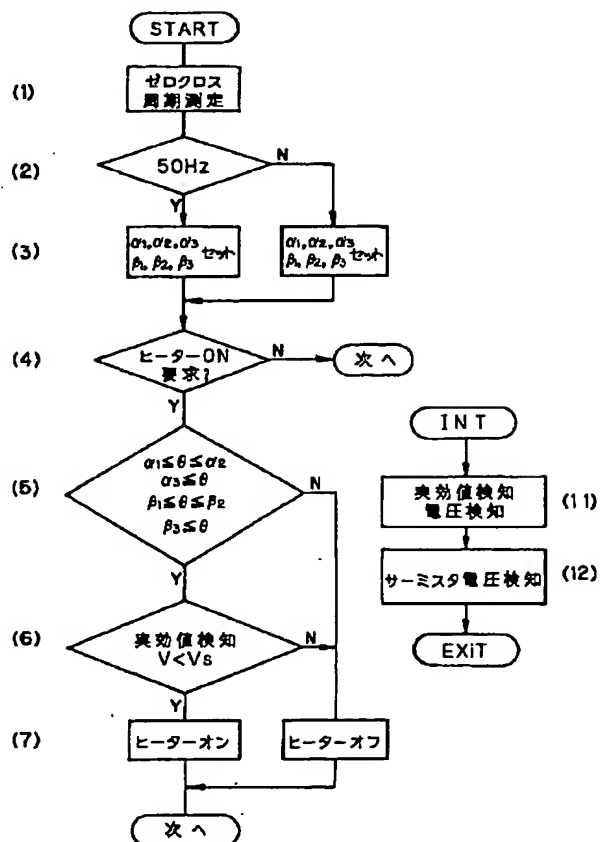 START
(1)
ゼロクロス
周期測定
(2)
50Hz
N
Y
(3)
α1, α2, α3 セット
β1, β2, β3
α1, α2, α3 セット
β1, β2, β3
(4)
ヒーターON
要求?
N
次へ
Y
INT
(5)
α1≦θ≦α2
α3≦θ
β1≦θ≦β2
β3≦θ
N
Y
実効値検知
電圧検知
(11)
サーミスタ電圧検知
(12)
EXiT
(6)
実効値検知
V<Vs
N
Y
(7)
ヒーターオン
ヒーターオフ
次へ